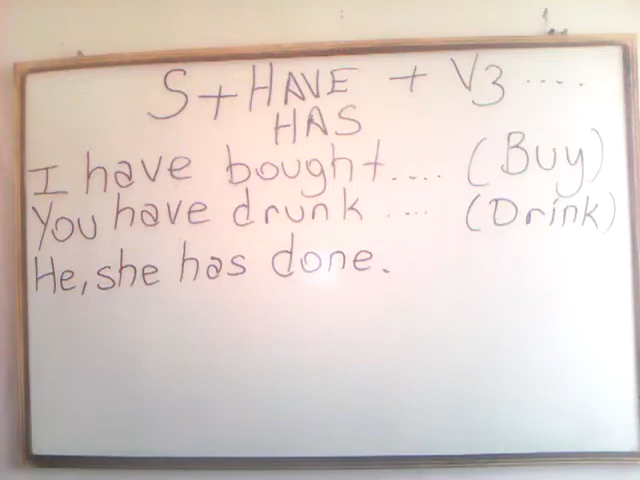 S + HAVE + V3 ....
HAS
I have bought.... (Buy)
You have drunk .... (Drink)
He, she has done.